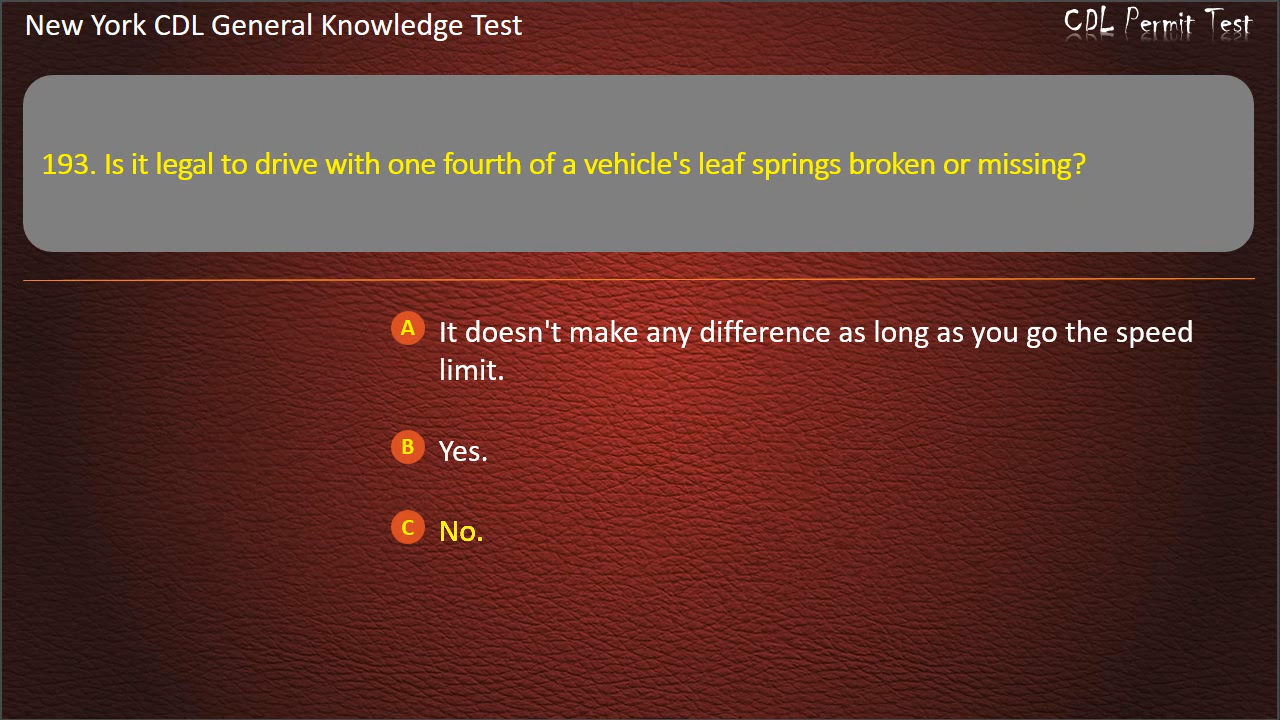 New York CDL General Knowledge Test
CDL Permit Test
193. Is it legal to drive with one fourth of a vehicle's leaf springs broken or missing?
A It doesn't make any difference as long as you go the speed
limit.
B Yes.
C No.